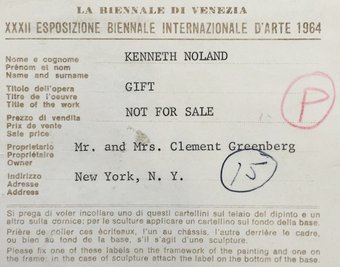 LA BIENNALE DI VENEZIA
XXXII ESPOSIZIONE BIENNALE INTERNAZIONALE D'ARTE 1964
Nome e cognome
Prénom et nom
Name and surname
KENNETH NOLAND
Titolo dell'opera
Titre de l'oeuvre
Title of the work
GIFT
Prezzo di vendita
Prix de vente
Sale price
NOT FOR SALE
P
Proprietario
Propriétaire
Owner
Mr. and Mrs. Clement Greenberg
Indirizzo
Adresse
Address
New York, N. Y.
15
Si prega di voler incollare uno di questi cartellini sul telaio del dipinto e un
altro sulla cornice: per le sculture applicare un cartellino sul fondo della base.
Prière de coller ces écriteaux, l'un au châssis, l'autre derrière le cadre,
ou bien au fond de la base, s'il s'agit d'une sculpture.
Please fix one of these labels on the framework of the painting and one on
the frame: in the case of sculpture attach the label on the bottom of the base.